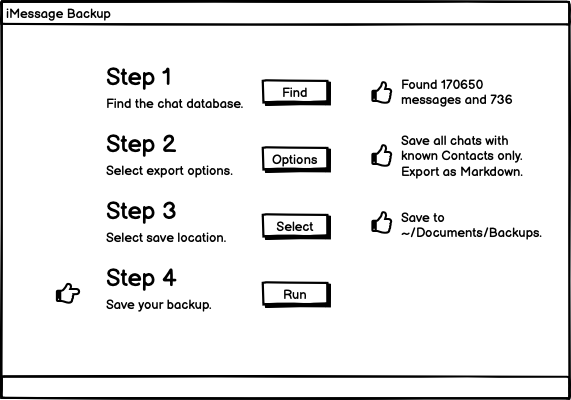 iMessage Backup
Step 1
Find the chat database.
Find
Found 170650
messages and 736
Step 2
Select export options.
Options
Save all chats with
known Contacts only.
Export as Markdown.
Step 3
Select save location.
Select
Save to
~/Documents/Backups.
Step 4
Save your backup.
Run